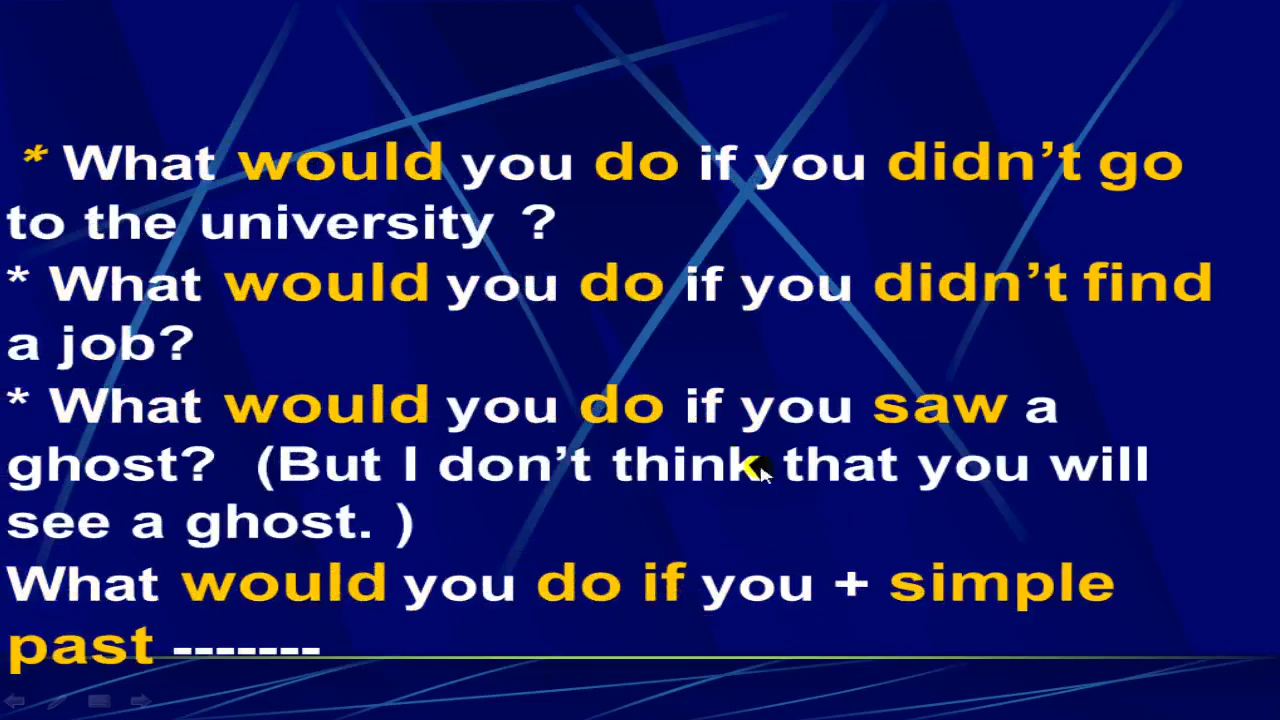 * What would you do if you didn't go
to the university ?
* What would you do if you didn't find
a job?
* What would you do if you saw a
ghost? (But I don't think that you will
see a ghost. )
What would you do if you + simple
past -------